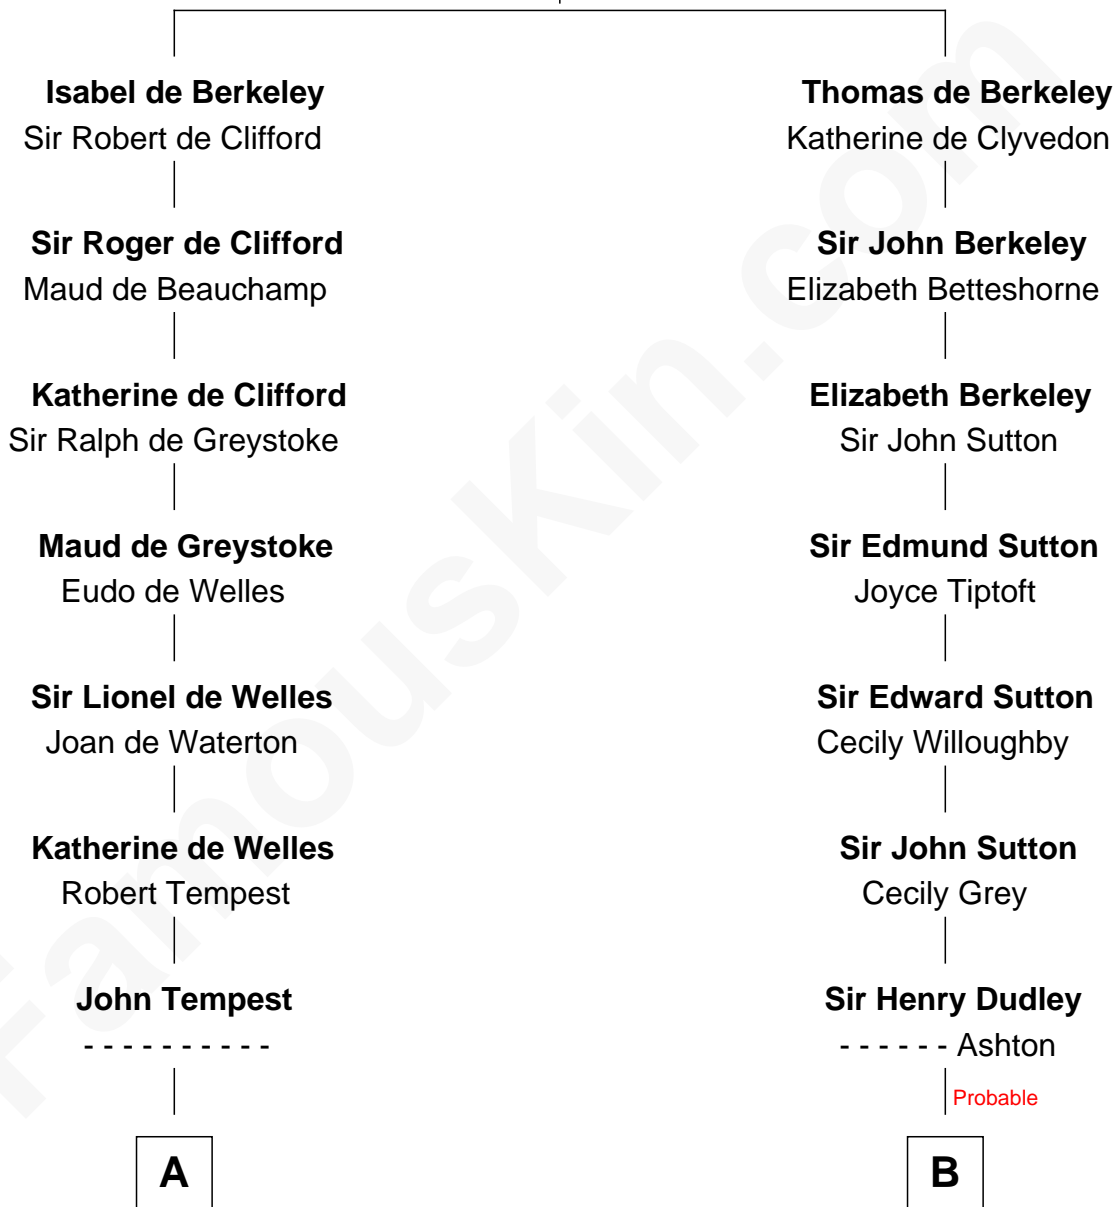 Isabel de Berkeley
Sir Robert de Clifford
Sir Roger de Clifford
Maud de Beauchamp
Katherine de Clifford
Sir Ralph de Greystoke
Maud de Greystoke
Eudo de Welles
Sir Lionel de Welles
Joan de Waterton
Katherine de Welles
Robert Tempest
John Tempest
- - - - - - - - - -
A
Thomas de Berkeley
Katherine de Clyvedon
Sir John Berkeley
Elizabeth Betteshorne
Elizabeth Berkeley
Sir John Sutton
Sir Edmund Sutton
Joyce Tiptoft
Sir Edward Sutton
Cecily Willoughby
Sir John Sutton
Cecily Grey
Sir Henry Dudley
- - - - - - Ashton
Probable
B
FamousKin.com